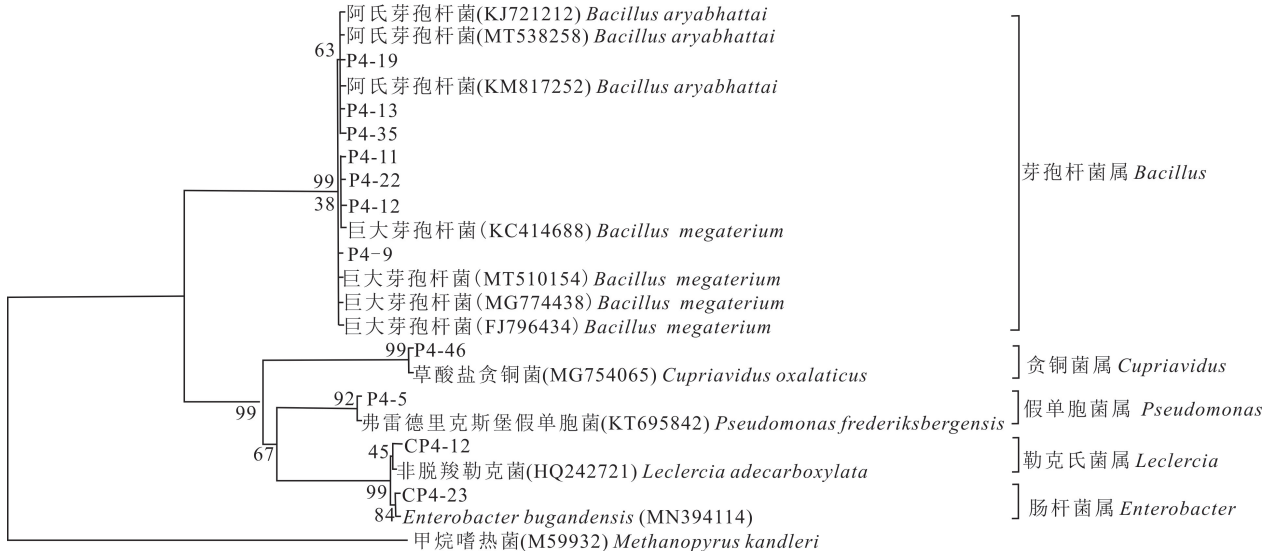 阿氏芽孢杆菌(KJ721212) Bacillus aryabhattai
阿氏芽孢杆菌(MT538258) Bacillus aryabhattai
63
P4-19
阿氏芽孢杆菌(KM817252) Bacillus aryabhattai
P4-13
P4-35
P4-11
芽孢杆菌属 Bacillus
99
P4-22
38
P4-12
巨大芽孢杆菌(KC414688) Bacillus megaterium
P4-9
巨大芽孢杆菌(MT510154) Bacillus megaterium
巨大芽孢杆菌(MG774438) Bacillus megaterium
巨大芽孢杆菌(FJ796434) Bacillus megaterium
99
P4-46
贪铜菌属 Cupriavidus
草酸盐贪铜菌(MG754065) Cupriavidus oxalaticus
92
P4-5
99
假单胞菌属 Pseudomonas
弗雷德里克斯堡假单胞菌(KT695842) Pseudomonas frederiksbergensis
67
45
CP4-12
勒克氏菌属 Leclercia
非脱羧勒克菌(HQ242721) Leclercia adecarboxylata
99
CP4-23
肠杆菌属 Enterobacter
84
Enterobacter bugandensis (MN394114)
甲烷嗜热菌(M59932) Methanopyrus kandleri